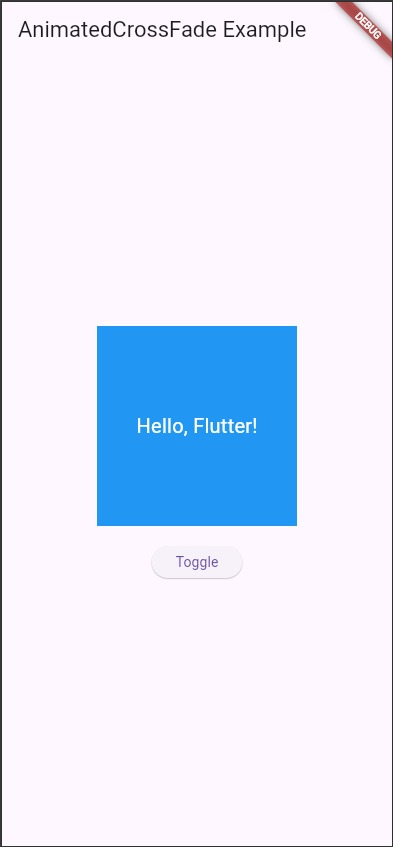 AnimatedCrossFade Example
DEBUG
Hello, Flutter!
Toggle